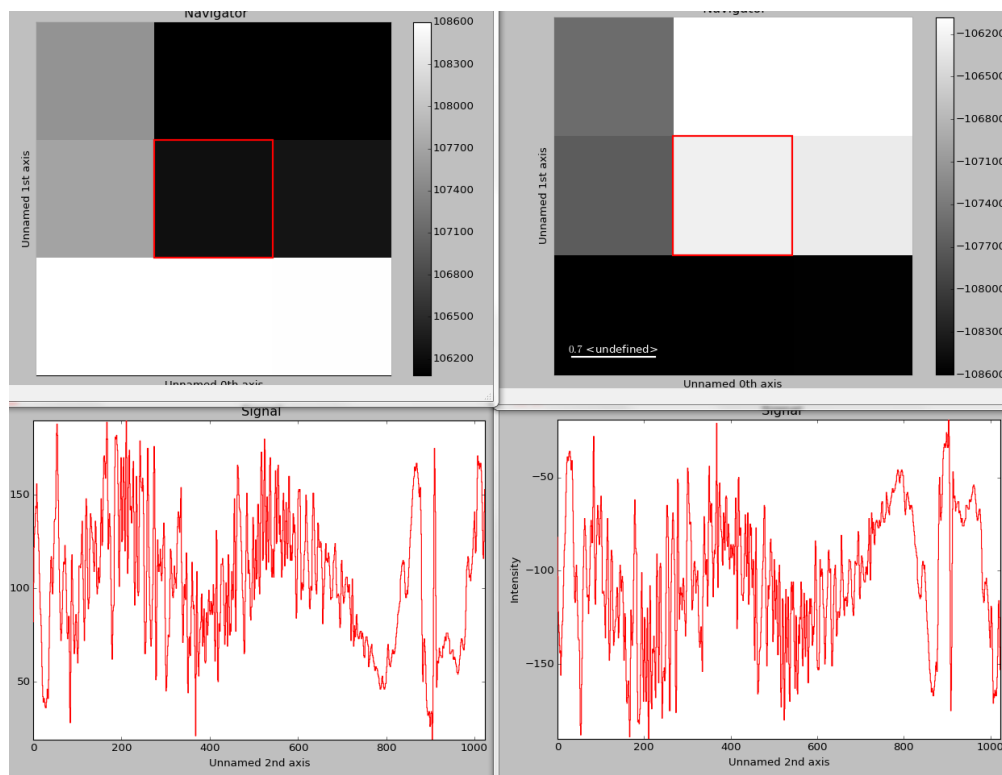 Navigator
108600
108300
108000
107700
107400
107100
106800
106500
106200
Unnamed 1st axis
Unnamed 0th axis
Navigator
−106200
−106500
−106800
−107100
−107400
−107700
−108000
−108300
−108600
Unnamed 1st axis
0.7 <undefined>
Unnamed 0th axis
Signal
150
100
50
0 200 400 600 800 1000
Unnamed 2nd axis
Signal
Intensity
−50
−100
−150
0 200 400 600 800 1000
Unnamed 2nd axis